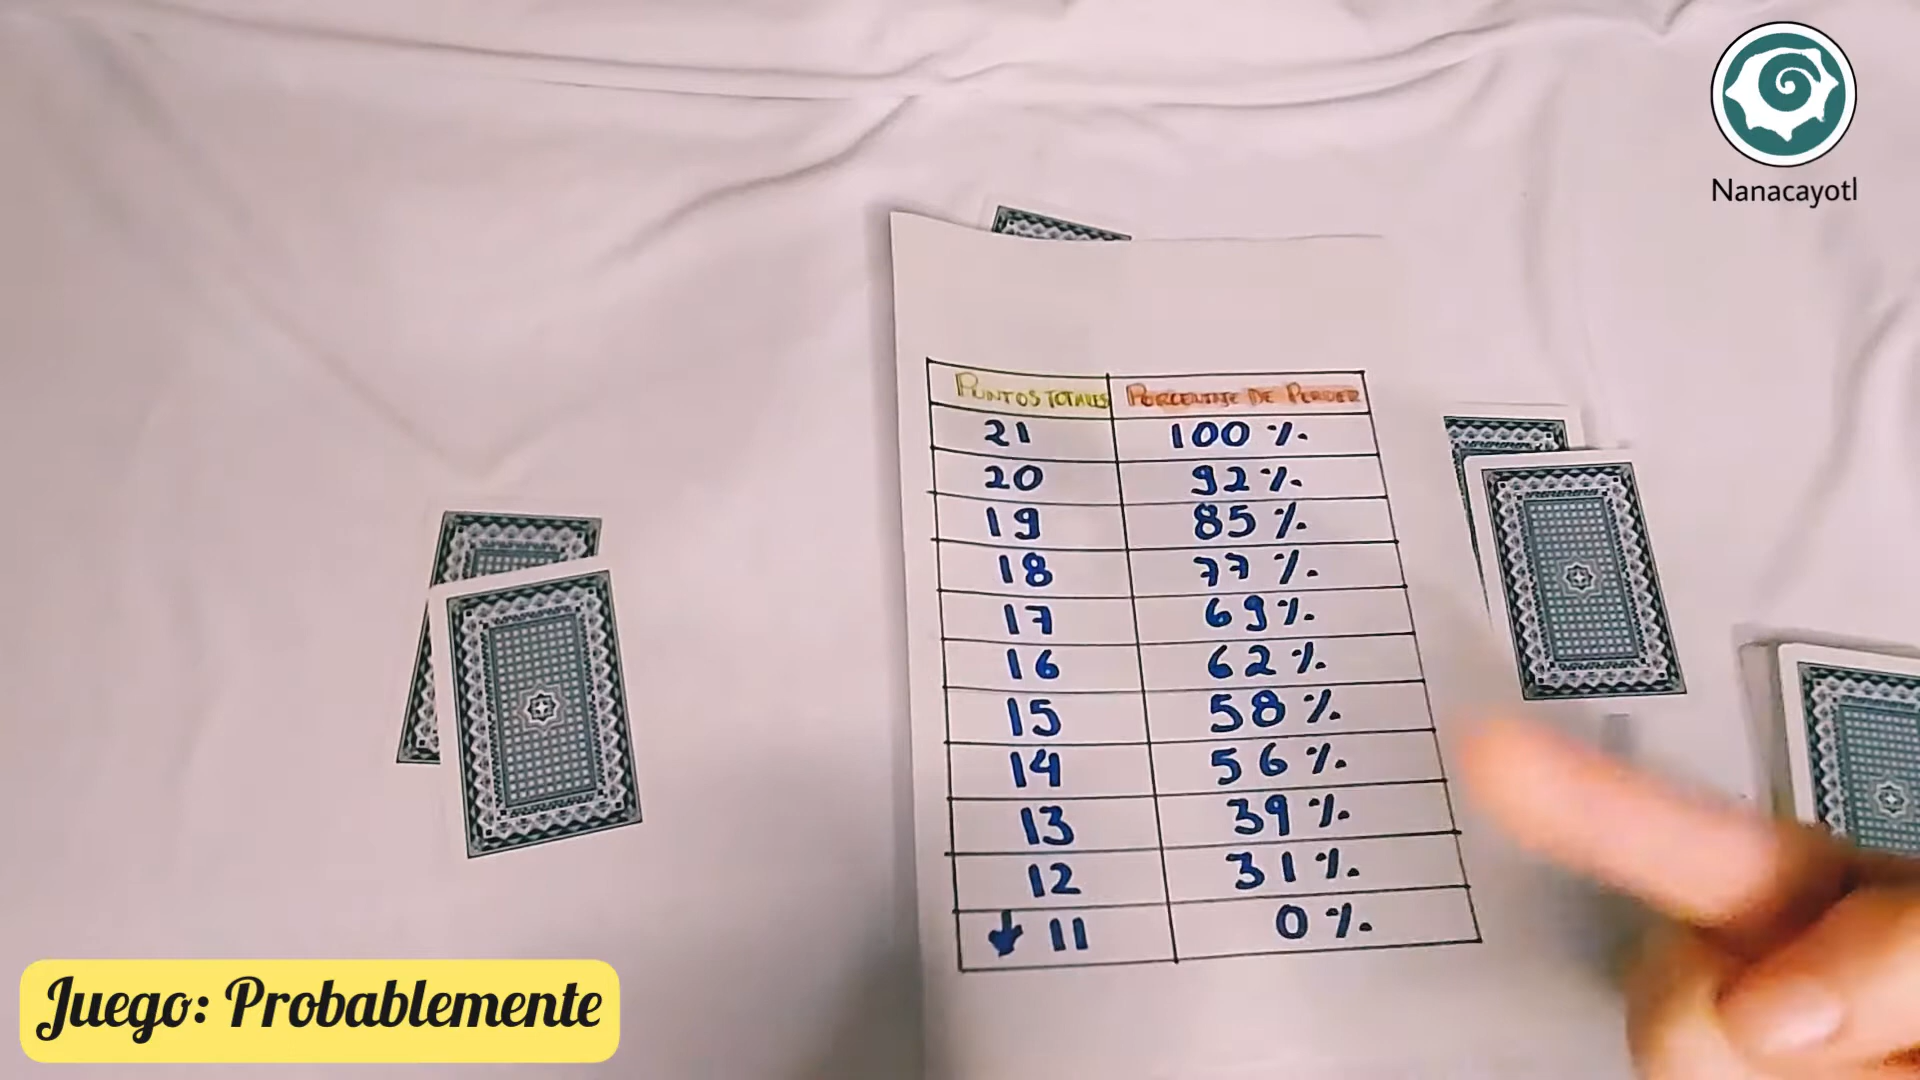 Nanacayotl
PUNTOS TOTALES PORCENTAJE DE PERDER
21 100 %
20 92 %
19 85 %
18 77 %
17 69 %
16 62 %
15 58 %
14 56 %
13 39 %
12 31 %
↓ 11 0 %
Juego: Probablemente